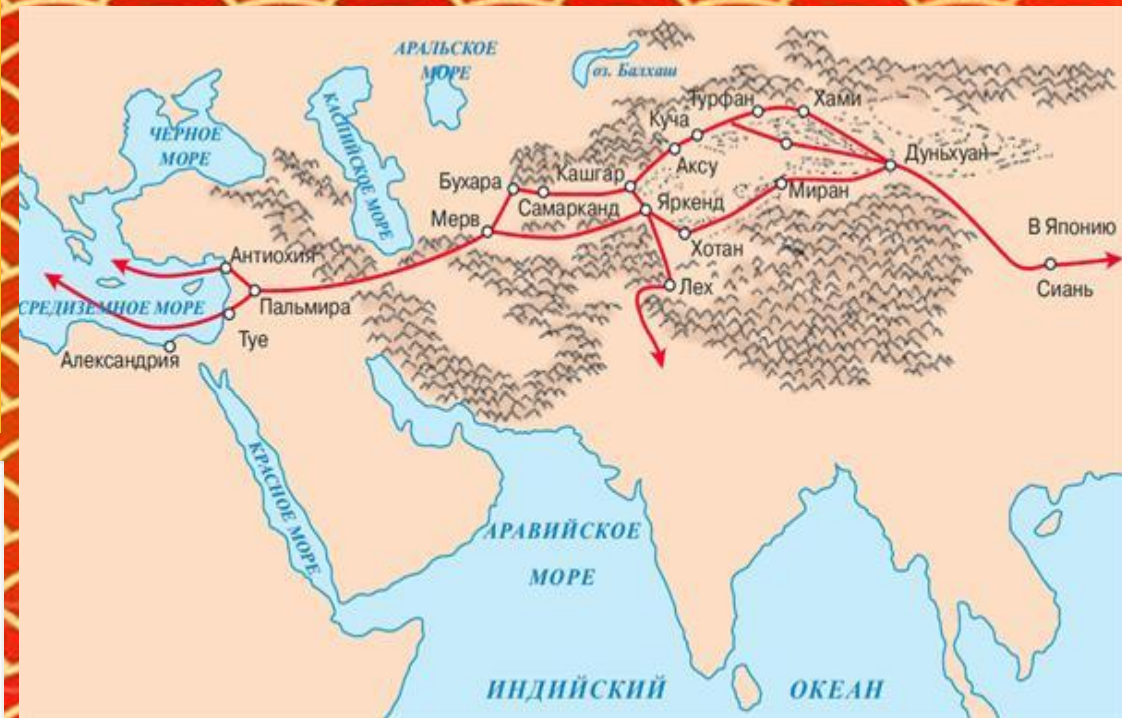 АРАЛЬСКОЕ
МОРЕ
оз. Балхаш
КАСПИЙСКОЕ МОРЕ
ЧЕРНОЕ
МОРЕ
Турфан
Хами
Куча
Дуньхуан
Аксу
Кашгар
Бухара
Самарканд
Яркенд
Миран
Мерв
Хотан
В Японию
Сиань
Антиохия
Лех
СРЕДИЗЕМНОЕ МОРЕ
Пальмира
Туе
Александрия
КРАСНОЕ МОРЕ
АРАВИЙСКОЕ
МОРЕ
ИНДИЙСКИЙ ОКЕАН